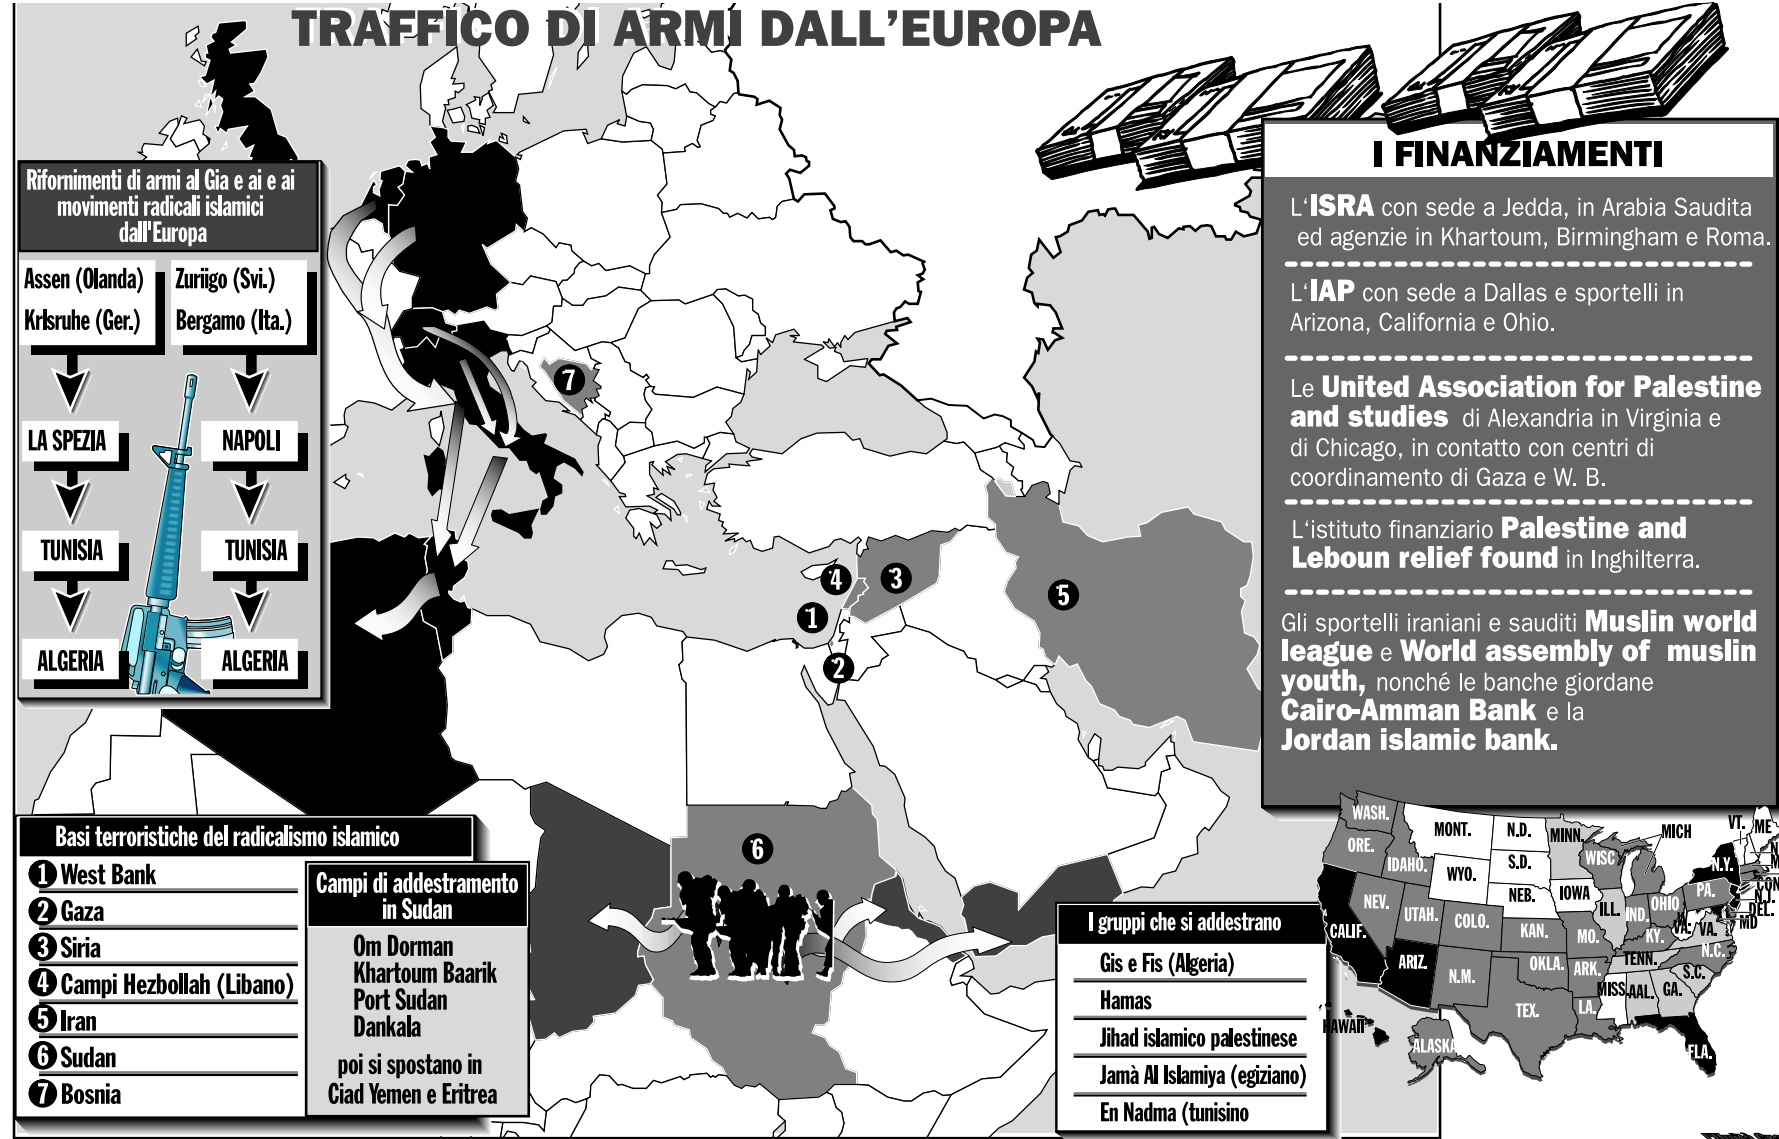 TRAFFICO DI ARMI DALL'EUROPA
Rifornimenti di armi al Gia e ai e ai
movimenti radicali islamici
dall'Europa
Assen (Olanda)
Krlsruhe (Ger.)
LA SPEZIA
TUNISIA
ALGERIA
Zuriigo (Svi.)
Bergamo (Ita.)
NAPOLI
TUNISIA
ALGERIA
7
4
3
1
5
2
6
I FINANZIAMENTI
L'ISRA con sede a Jedda, in Arabia Saudita
ed agenzie in Khartoum, Birmingham e Roma.
L'IAP con sede a Dallas e sportelli in
Arizona, California e Ohio.
Le United Association for Palestine
and studies di Alexandria in Virginia e
di Chicago, in contatto con centri di
coordinamento di Gaza e W. B.
L'istituto finanziario Palestine and
Leboun relief found in Inghilterra.
Gli sportelli iraniani e sauditi Muslin world
league e World assembly of muslin
youth, nonché le banche giordane
Cairo-Amman Bank e la
Jordan islamic bank.
Basi terroristiche del radicalismo islamico
1 West Bank
2 Gaza
3 Siria
4 Campi Hezbollah (Libano)
5 Iran
6 Sudan
7 Bosnia
Campi di addestramento
in Sudan
Om Dorman
Khartoum Baarik
Port Sudan
Dankala
poi si spostano in
Ciad Yemen e Eritrea
I gruppi che si addestrano
Gis e Fis (Algeria)
Hamas
Jihad islamico palestinese
Jamà Al Islamiya (egiziano)
En Nadma (tunisino
WASH.
ORE.
IDAHO.
MONT.
N.D.
S.D.
WYO.
NEB.
MINN.
IOWA
WISC
MICH
VT.
ME
N.Y.
PA.
CON
N.J.
DEL.
MD
NEV.
UTAH.
COLO.
KAN.
MO.
ILL.
IND.
OHIO
KY.
VA.
VA.
CALIF.
ARIZ.
N.M.
OKLA.
ARK.
TENN.
N.C.
S.C.
TEX.
LA.
MISS.
AAL.
GA.
FLA.
HAWAII
ALASKA